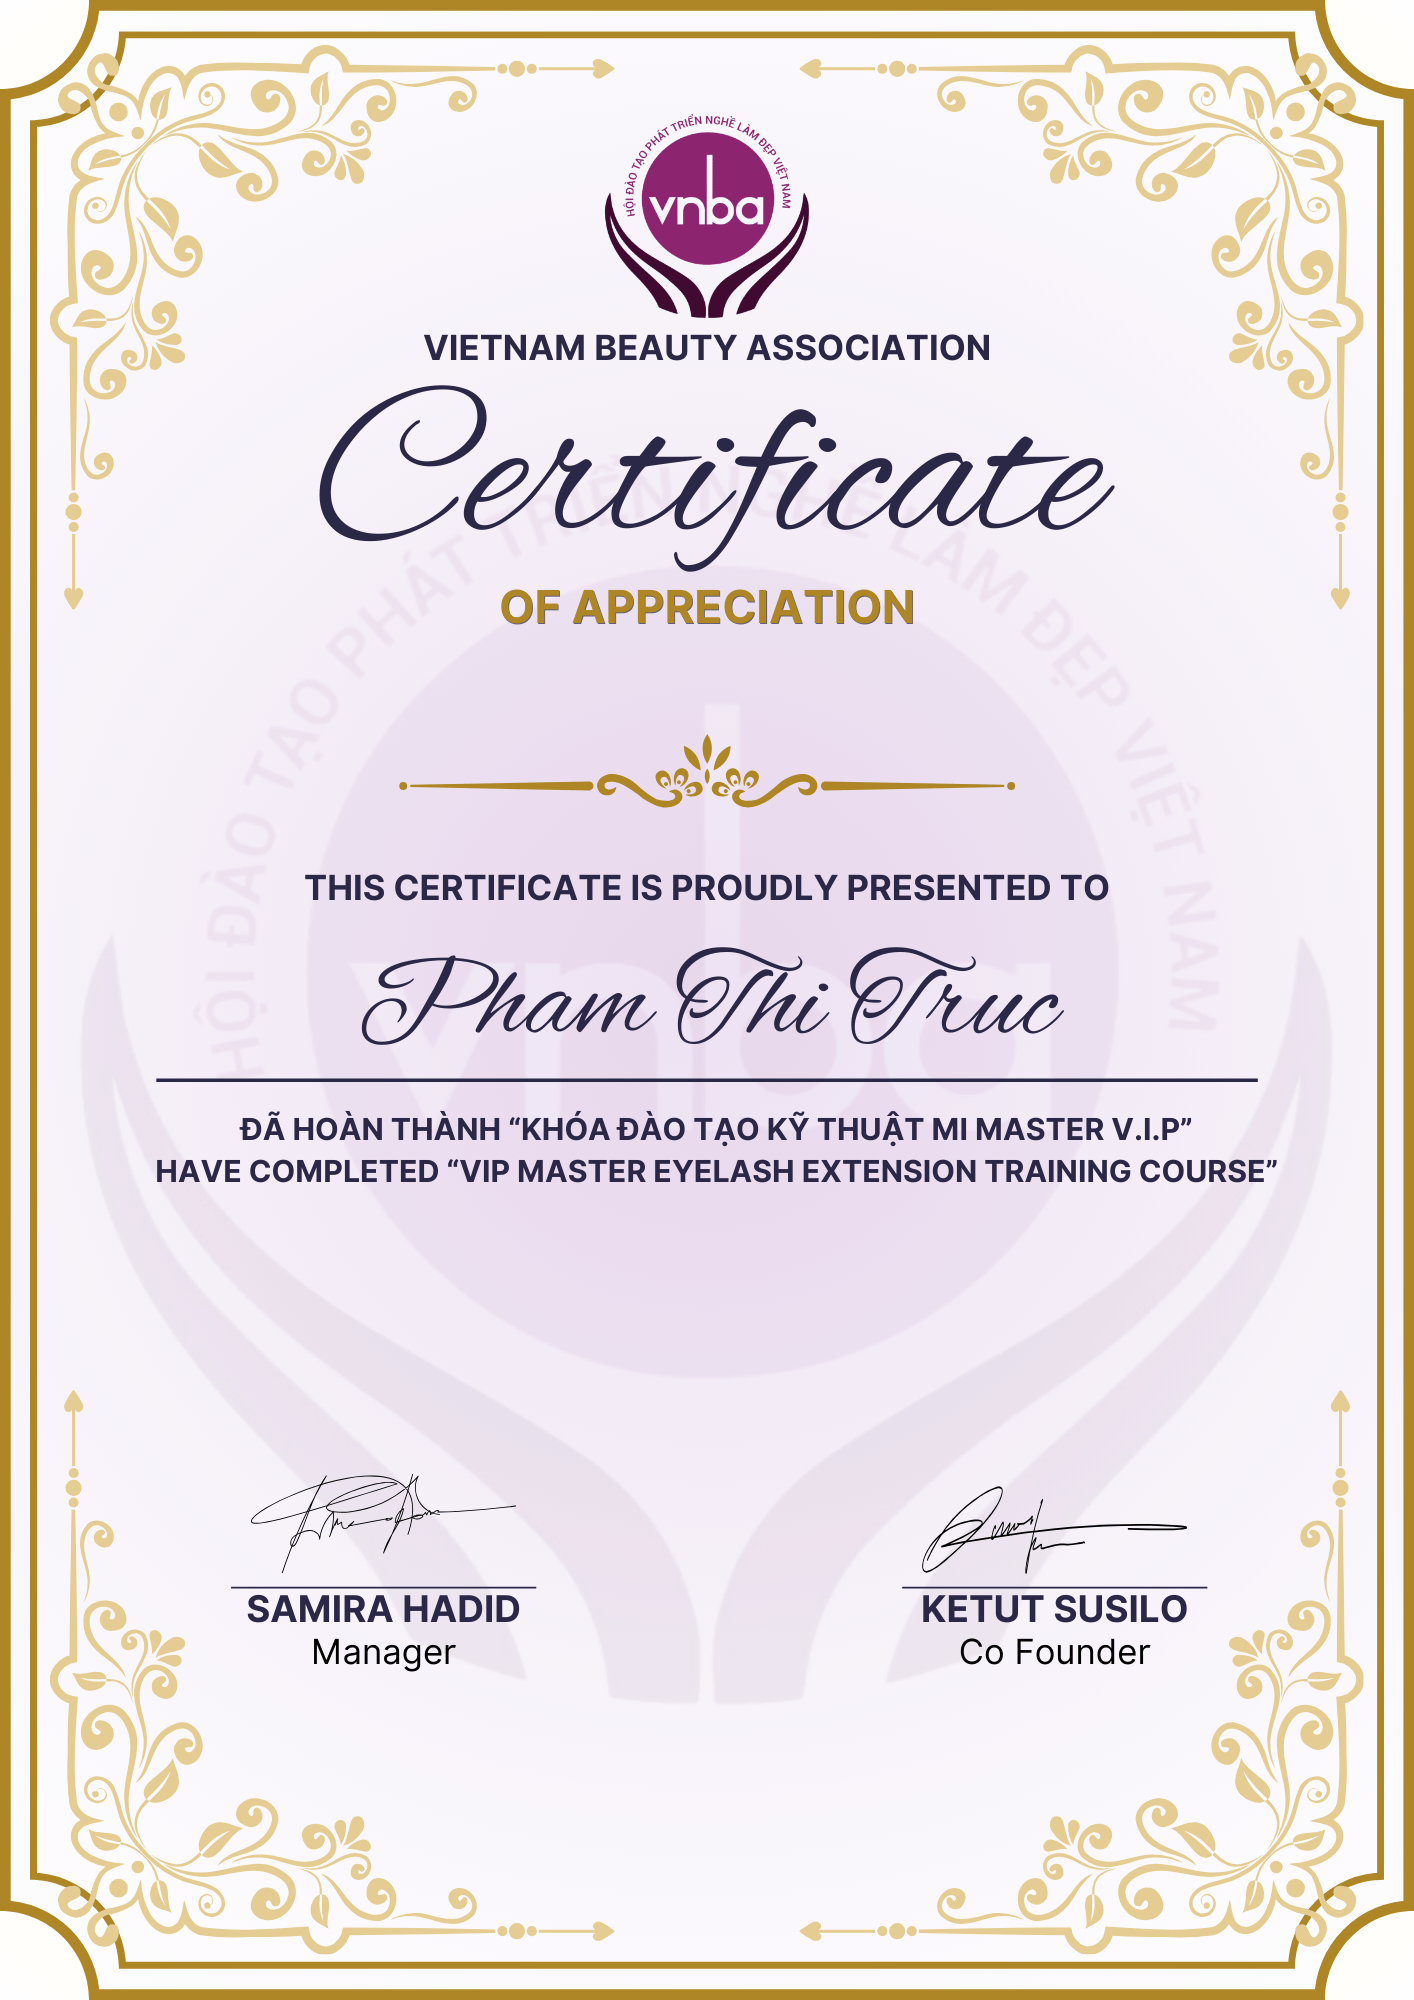 HỘI ĐÀO TẠO PHÁT TRIỂN NGHỀ LÀM ĐẸP VIỆT NAM
vnba
VIETNAM BEAUTY ASSOCIATION
Certificate
OF APPRECIATION
HỘI ĐÀO TẠO PHÁT TRIỂN NGHỀ LÀM ĐẸP VIỆT NAM
vnba
THIS CERTIFICATE IS PROUDLY PRESENTED TO
Pham Thi Truc
ĐÃ HOÀN THÀNH “KHÓA ĐÀO TẠO KỸ THUẬT MI MASTER V.I.P”
HAVE COMPLETED “VIP MASTER EYELASH EXTENSION TRAINING COURSE”
SAMIRA HADID
Manager
KETUT SUSILO
Co Founder